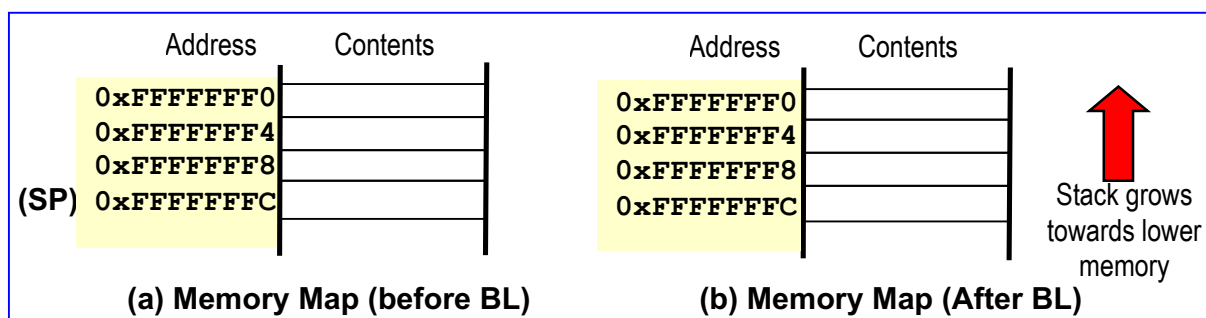 Address Contents
0xFFFFFFF0
0xFFFFFFF4
0xFFFFFFF8
(SP) 0xFFFFFFFC
(a) Memory Map (before BL)
Address Contents
0xFFFFFFF0
0xFFFFFFF4
0xFFFFFFF8
0xFFFFFFFC
(b) Memory Map (After BL)
Stack grows
towards lower
memory